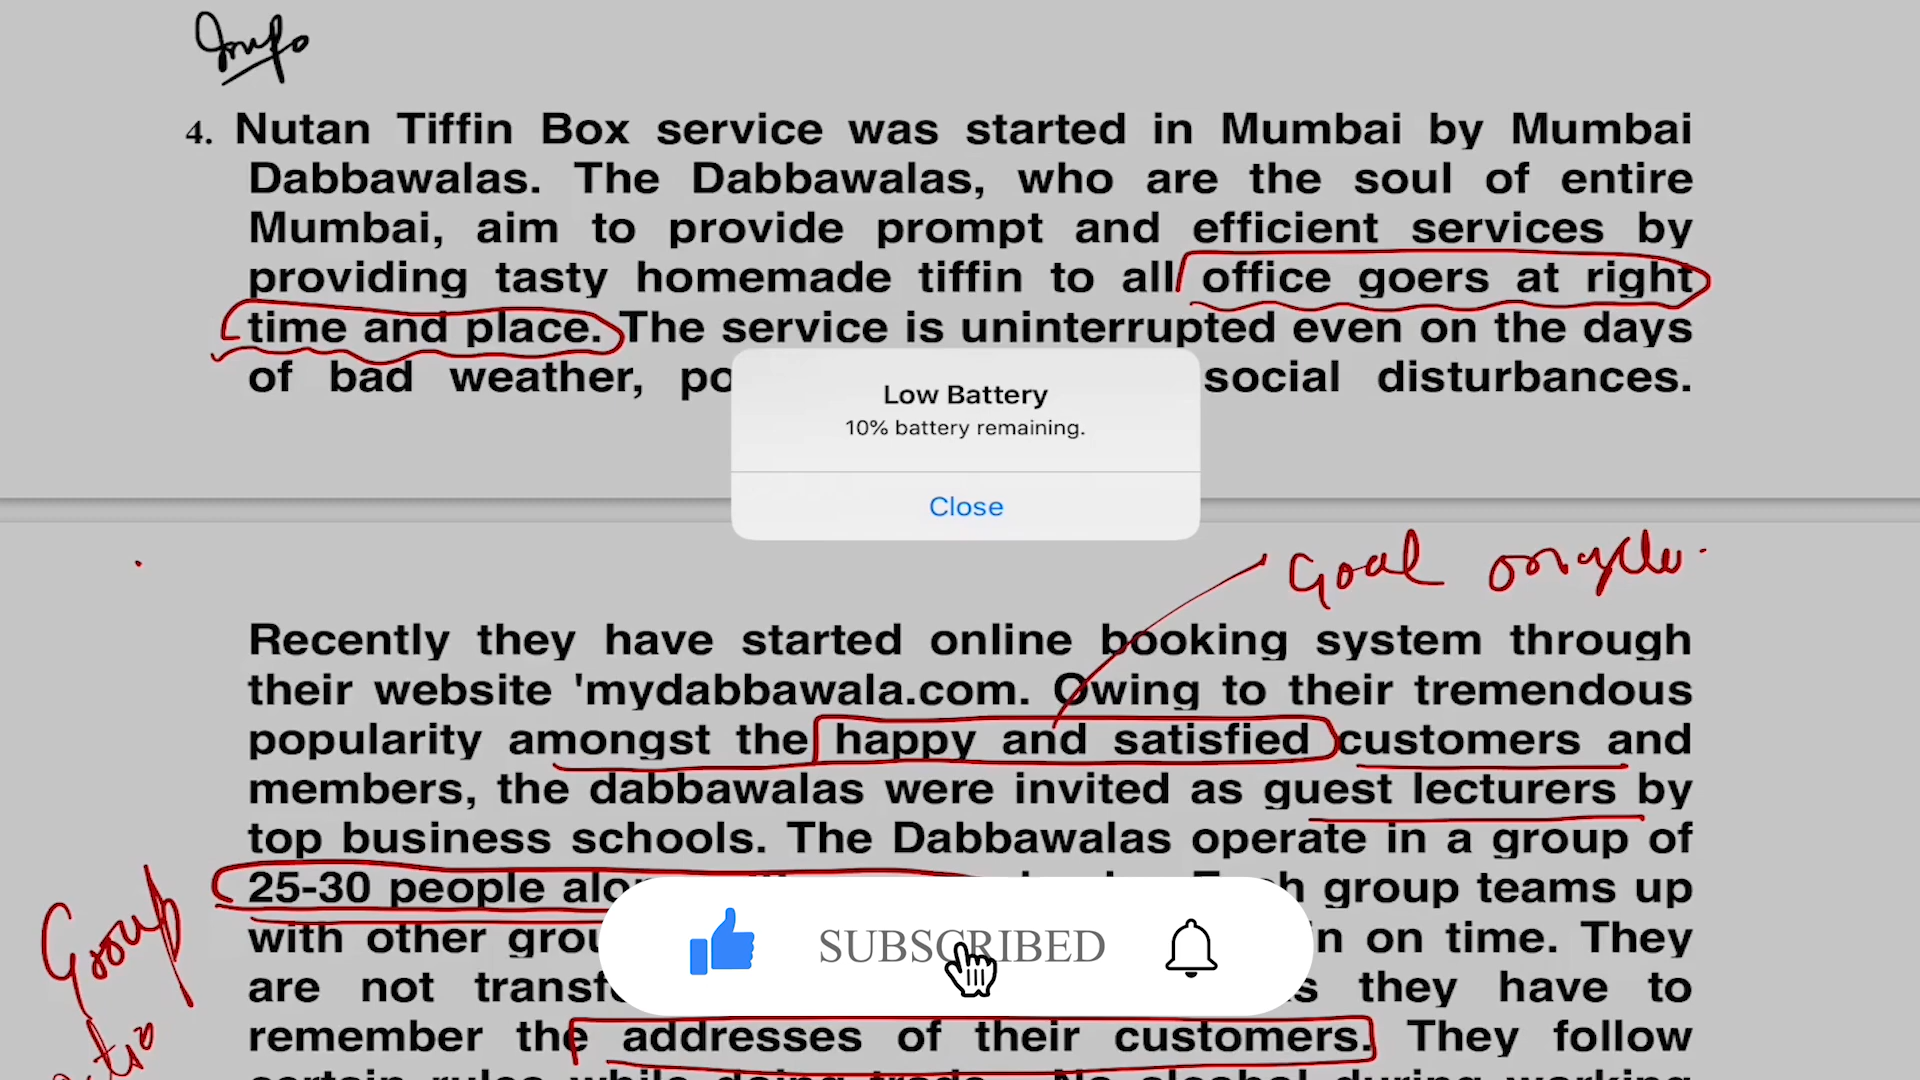 4. Nutan Tiffin Box service was started in Mumbai by Mumbai
Dabbawalas. The Dabbawalas, who are the soul of entire
Mumbai, aim to provide prompt and efficient services by
providing tasty homemade tiffin to all office goers at right
time and place. The service is uninterrupted even on the days
of bad weather, social disturbances.
Low Battery
10% battery remaining.
Close
Goal
Recently they have started online booking system through
their website 'mydabbawala.com. Owing to their tremendous
popularity amongst the happy and satisfied customers and
members, the dabbawalas were invited as guest lecturers by
top business schools. The Dabbawalas operate in a group of
25-30 people group teams up
Group
with other on time. They
SUBSCRIBED
are not they have to
remember the addresses of their customers. They follow